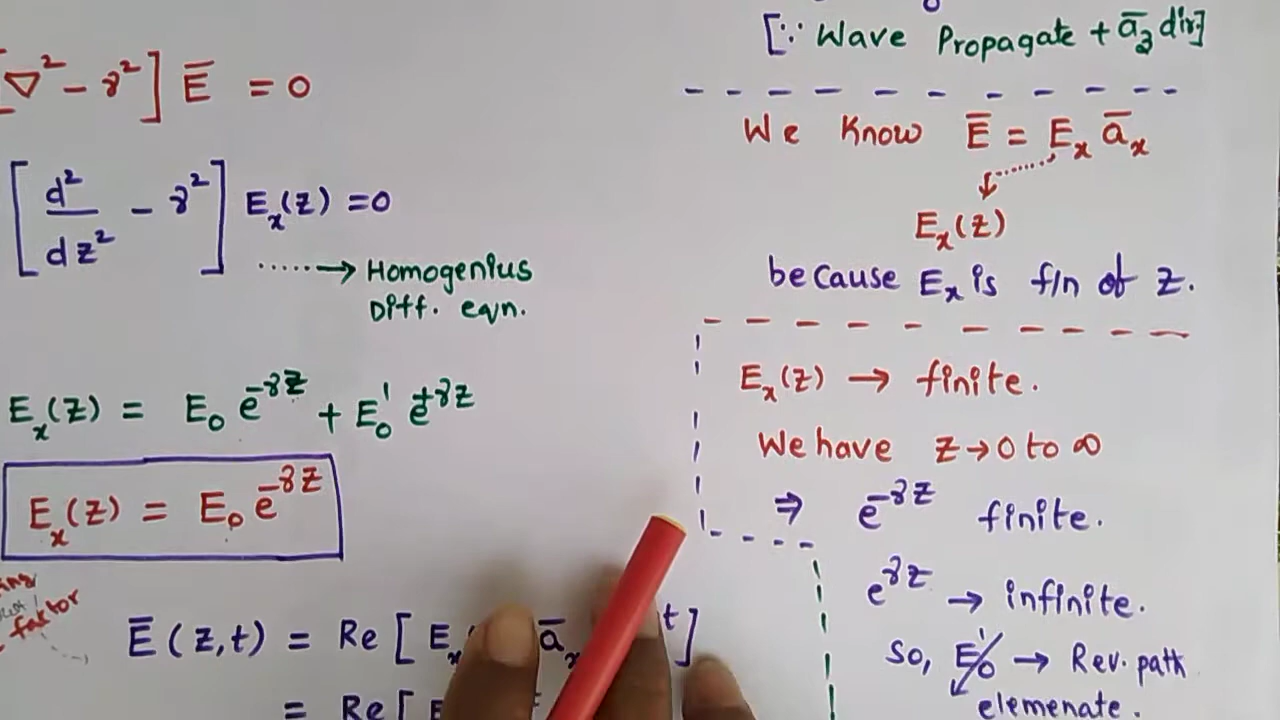 ∇² - γ²] E̅ = 0
[d²/dz² - γ²] Eₓ(z) = 0
......→ Homogenius
Diff. eqn.
Eₓ(z) = E₀ e^-γz + E₀' e^+γz
Eₓ(z) = E₀ e^-γz
factor
E̅ (z,t) = Re [ Eₓ a̅ₓ t]
= Re [ E
[∵ Wave Propagate + a̅z dir.]
We Know E̅ = Eₓ a̅ₓ
Eₓ(z)
because Eₓ is f/n of z.
Eₓ(z) → finite.
We have z → 0 to ∞
⇒ e^-γz finite.
e^γz → infinite.
So, E₀' → Rev. path
elemenate.